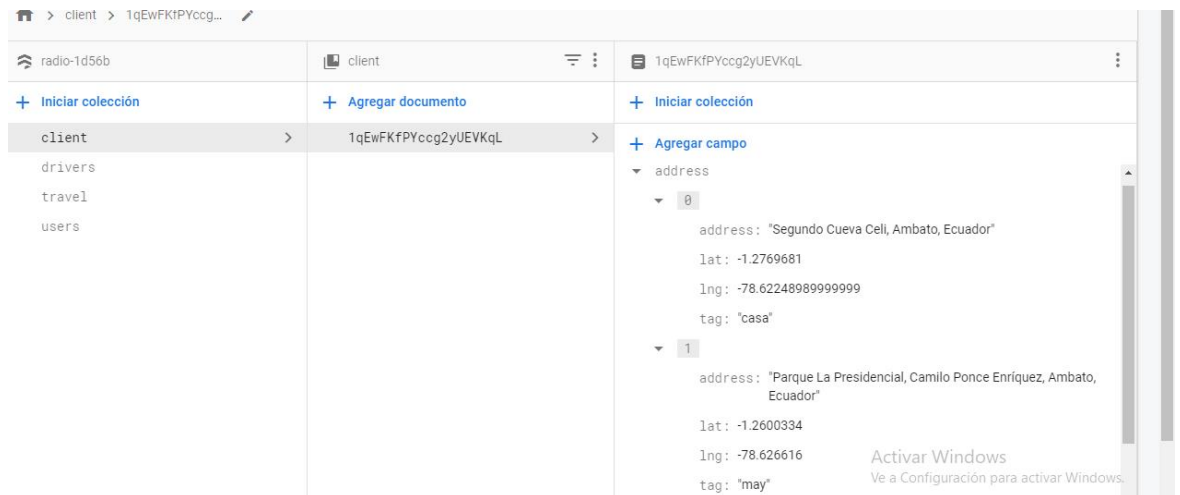 client > 1qEwFKfPYccg...
radio-1d56b
client
1qEwFKfPYccg2yUEVKqL
+ Iniciar colección
+ Agregar documento
+ Iniciar colección
client
1qEwFKfPYccg2yUEVKqL
+ Agregar campo
drivers
travel
users
address
0
address: "Segundo Cueva Celi, Ambato, Ecuador"
lat: -1.2769681
lng: -78.62248989999999
tag: "casa"
1
address: "Parque La Presidencial, Camilo Ponce Enríquez, Ambato,
Ecuador"
lat: -1.2600334
lng: -78.626616
tag: "may"
Activar Windows
Ve a Configuración para activar Windows.